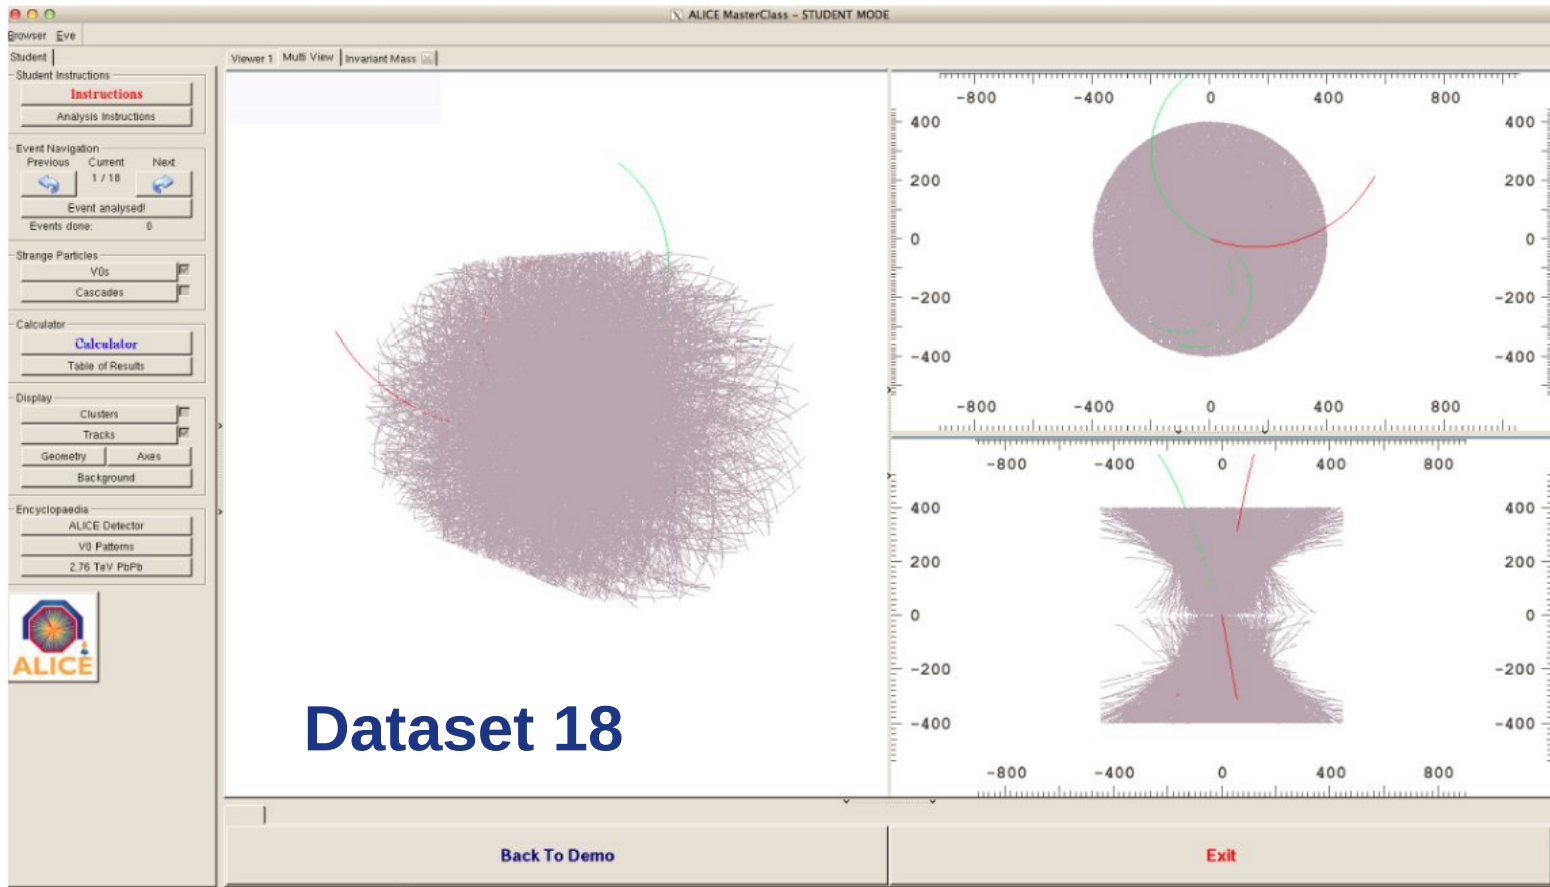 ALICE MasterClass – STUDENT MODE
Browser Eve
Student
Student Instructions
Instructions
Analysis Instructions
Event Navigation
Previous Current Next
1 / 18
Event analysed!
Events done: 0
Strange Particles
V0s
Cascades
Calculator
Calculator
Table of Results
Display
Clusters
Tracks
Geometry Axes
Background
Encyclopaedia
ALICE Detector
V0 Patterns
2.76 TeV PbPb
ALICE
Viewer 1 Multi View Invariant Mass
Dataset 18
-800 -400 0 400 800
400 400
200 200
0 0
-200 -200
-400 -400
-800 -400 0 400 800
-800 -400 0 400 800
400 400
200 200
0 0
-200 -200
-400 -400
-800 -400 0 400 800
Back To Demo
Exit